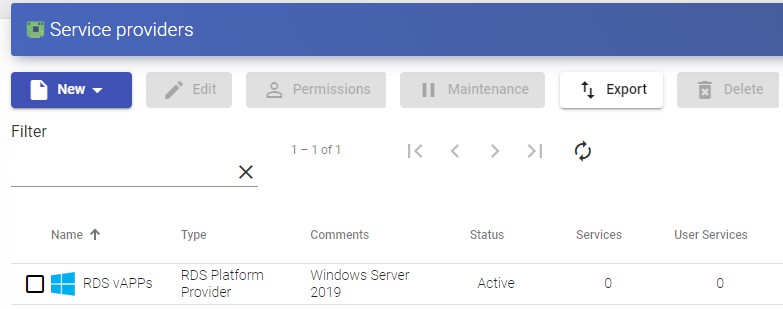 Service providers
New Edit Permissions Maintenance Export Delete
Filter
1 – 1 of 1
Name Type Comments Status Services User Services
RDS vAPPs RDS Platform Provider Windows Server 2019 Active 0 0